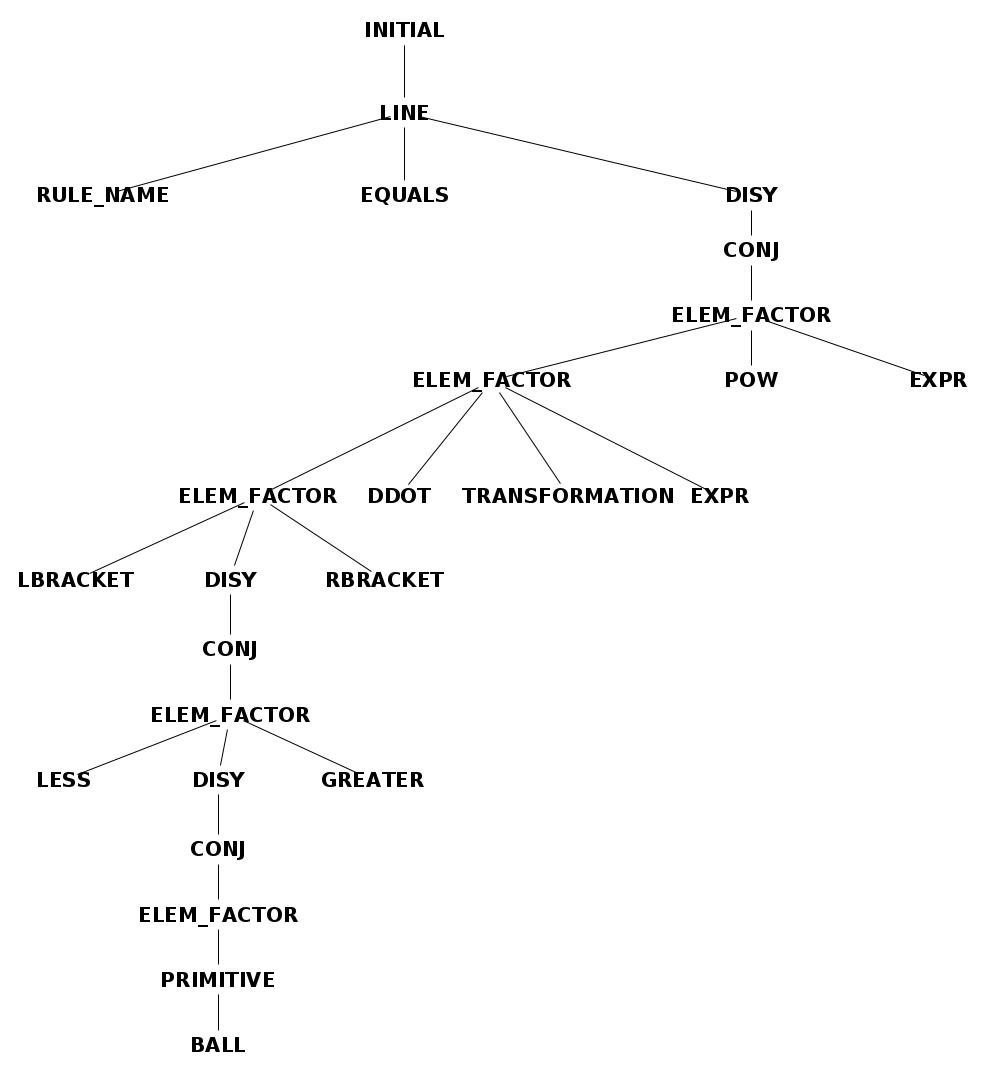 INITIAL
LINE
RULE_NAME EQUALS DISY
CONJ
ELEM_FACTOR
ELEM_FACTOR POW EXPR
ELEM_FACTOR DDOT TRANSFORMATION EXPR
LBRACKET DISY RBRACKET
CONJ
ELEM_FACTOR
LESS DISY GREATER
CONJ
ELEM_FACTOR
PRIMITIVE
BALL